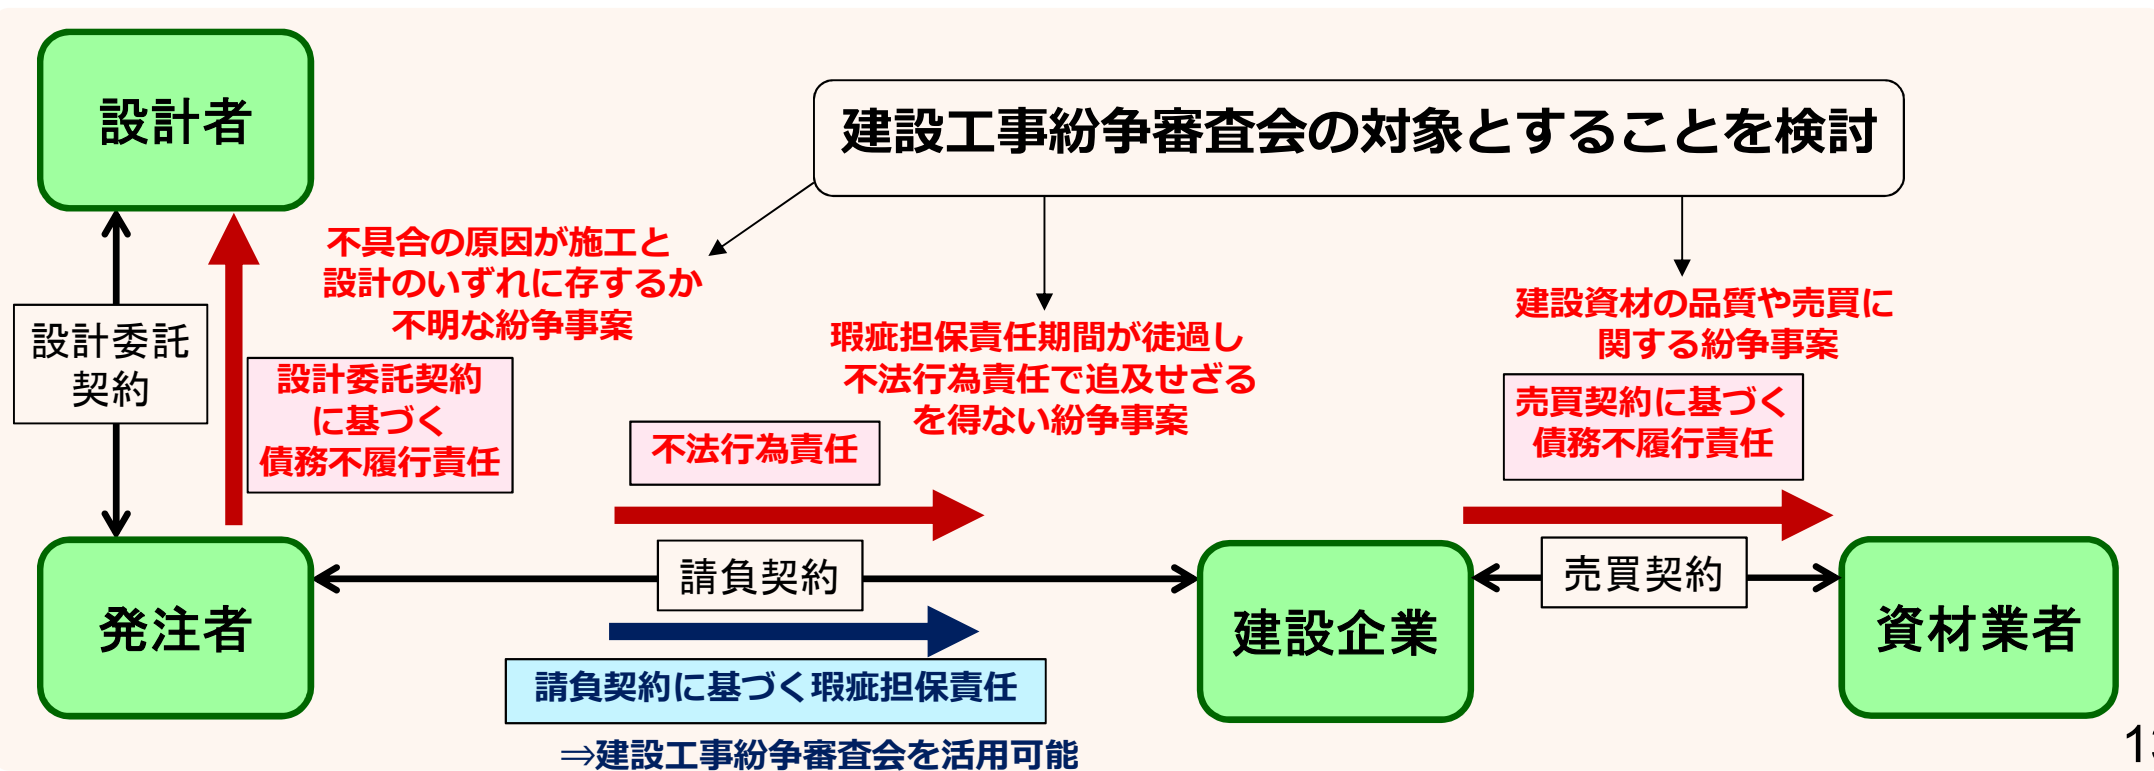 設計者
建設工事紛争審査会の対象とすることを検討
不具合の原因が施工と
設計のいずれに存するか
不明な紛争事案
瑕疵担保責任期間が徒過し
不法行為責任で追及せざる
を得ない紛争事案
建設資材の品質や売買に
関する紛争事案
設計委託
契約
設計委託契約
に基づく
債務不履行責任
不法行為責任
売買契約に基づく
債務不履行責任
請負契約
売買契約
発注者
建設企業
資材業者
請負契約に基づく瑕疵担保責任
⇒建設工事紛争審査会を活用可能